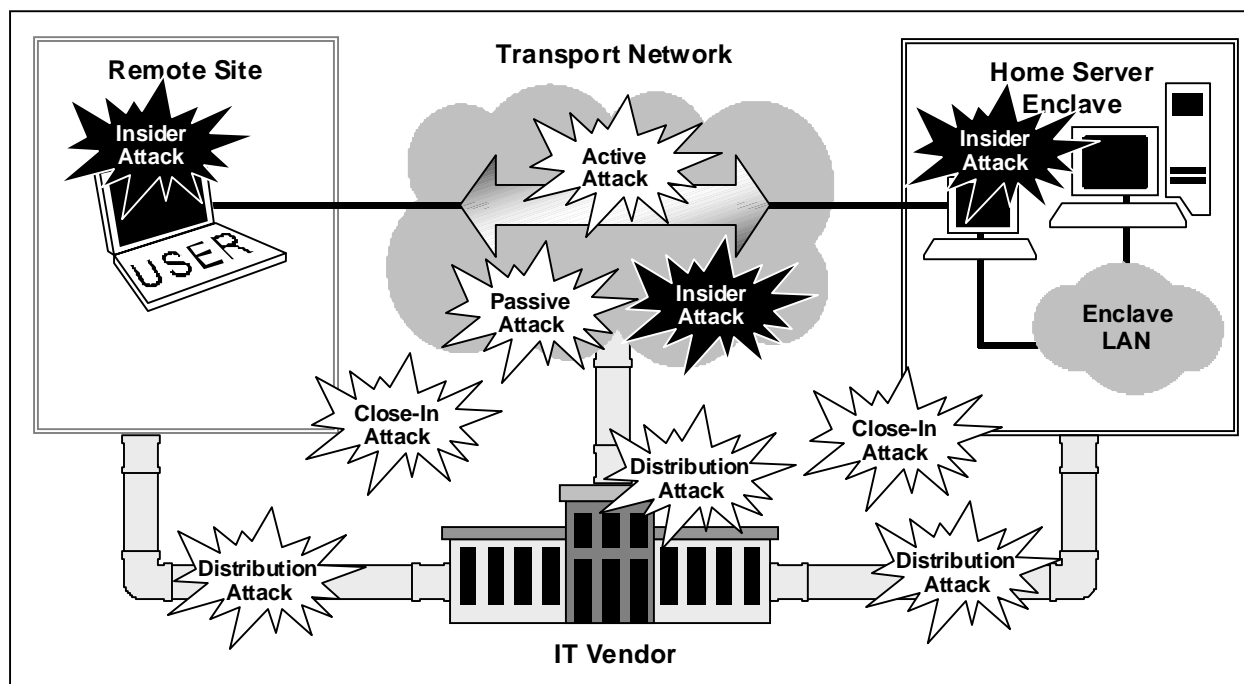 Transport Network
Remote Site
Home Server
Enclave
Insider
Attack
Active
Attack
Insider
Attack
USER
Passive
Attack
Insider
Attack
Enclave
LAN
Close-In
Attack
Close-In
Attack
Distribution
Attack
Distribution
Attack
Distribution
Attack
IT Vendor